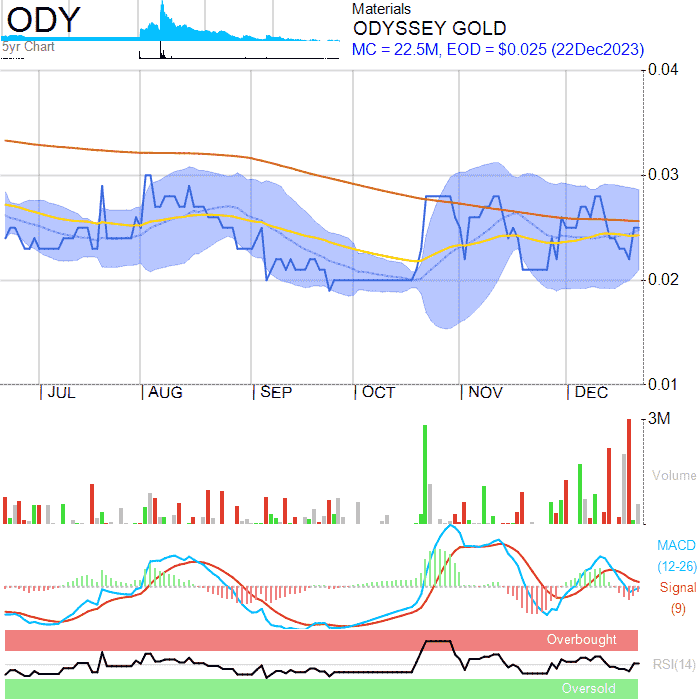 ODY
5yr Chart
Materials
ODYSSEY GOLD
MC = 22.5M, EOD = $0.025 (22Dec2023)
0.04
0.03
0.02
0.01
JUL AUG SEP OCT NOV DEC
3M
Volume
MACD
(12-26)
Signal
(9)
Overbought
RSI(14)
Oversold